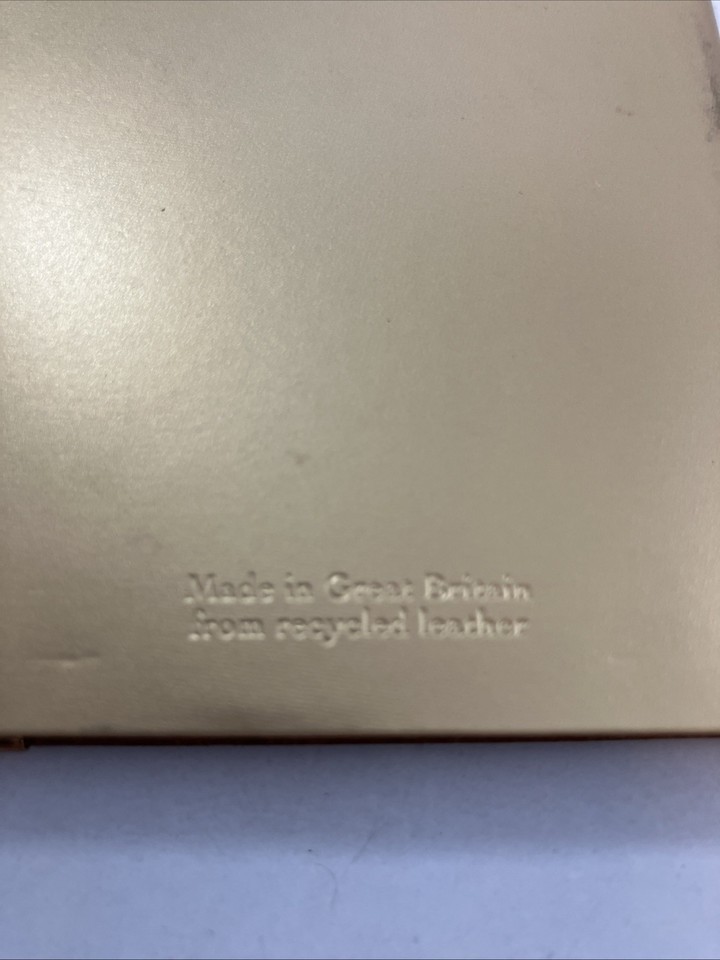 Made in Great Britain
from recycled leather